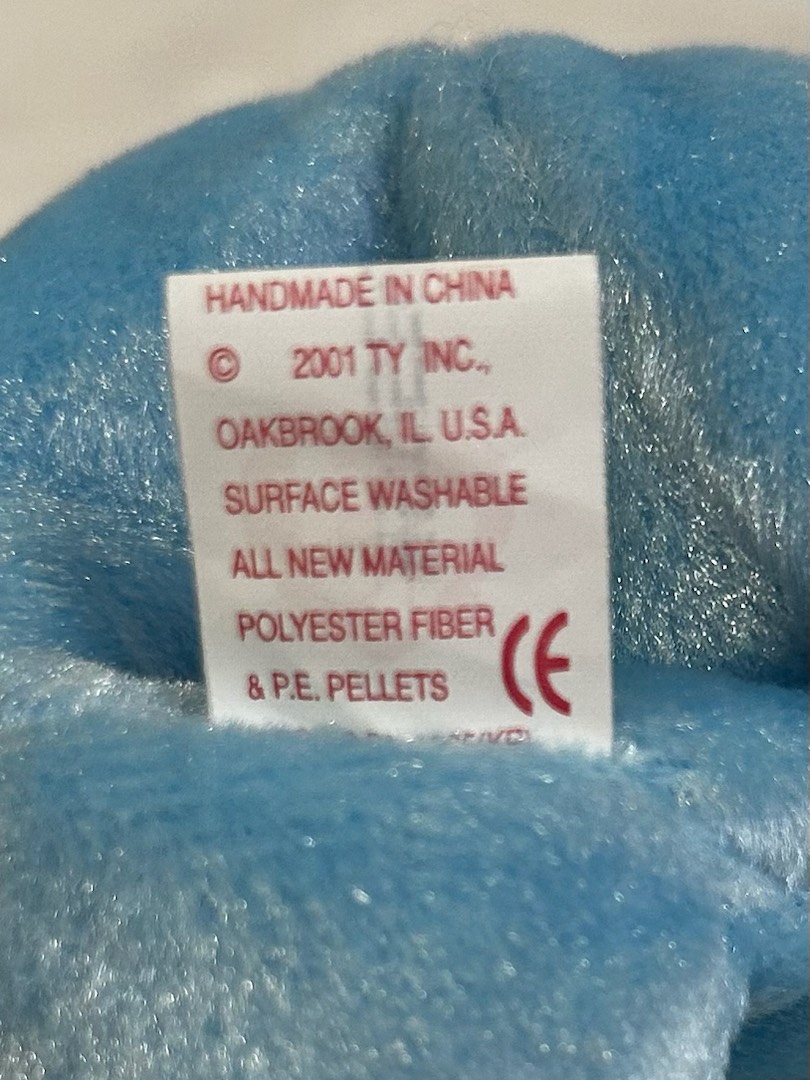 HANDMADE IN CHINA
© 2001 TY INC.,
OAKBROOK, IL. U.S.A.
SURFACE WASHABLE
ALL NEW MATERIAL
POLYESTER FIBER
& P.E. PELLETS CE